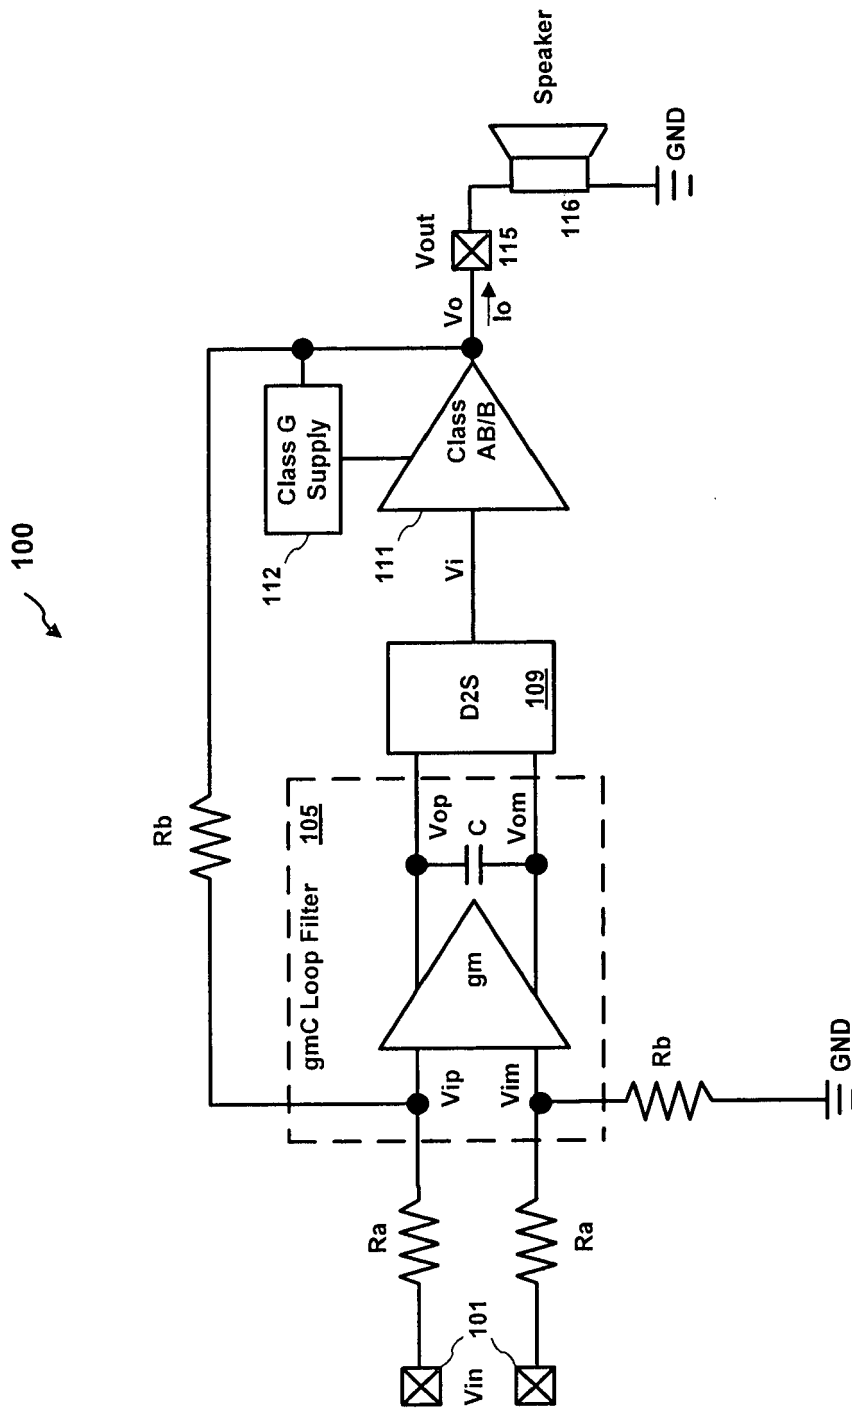 100
Rb
Class G
Supply
112
gmC Loop Filter
105
Vin
101
Ra
Ra
Vip
Vim
gm
Vop
C
Vom
Rb
GND
D2S
109
Vi
111
Class
AB/B
Vo
Io
Vout
115
116
Speaker
GND